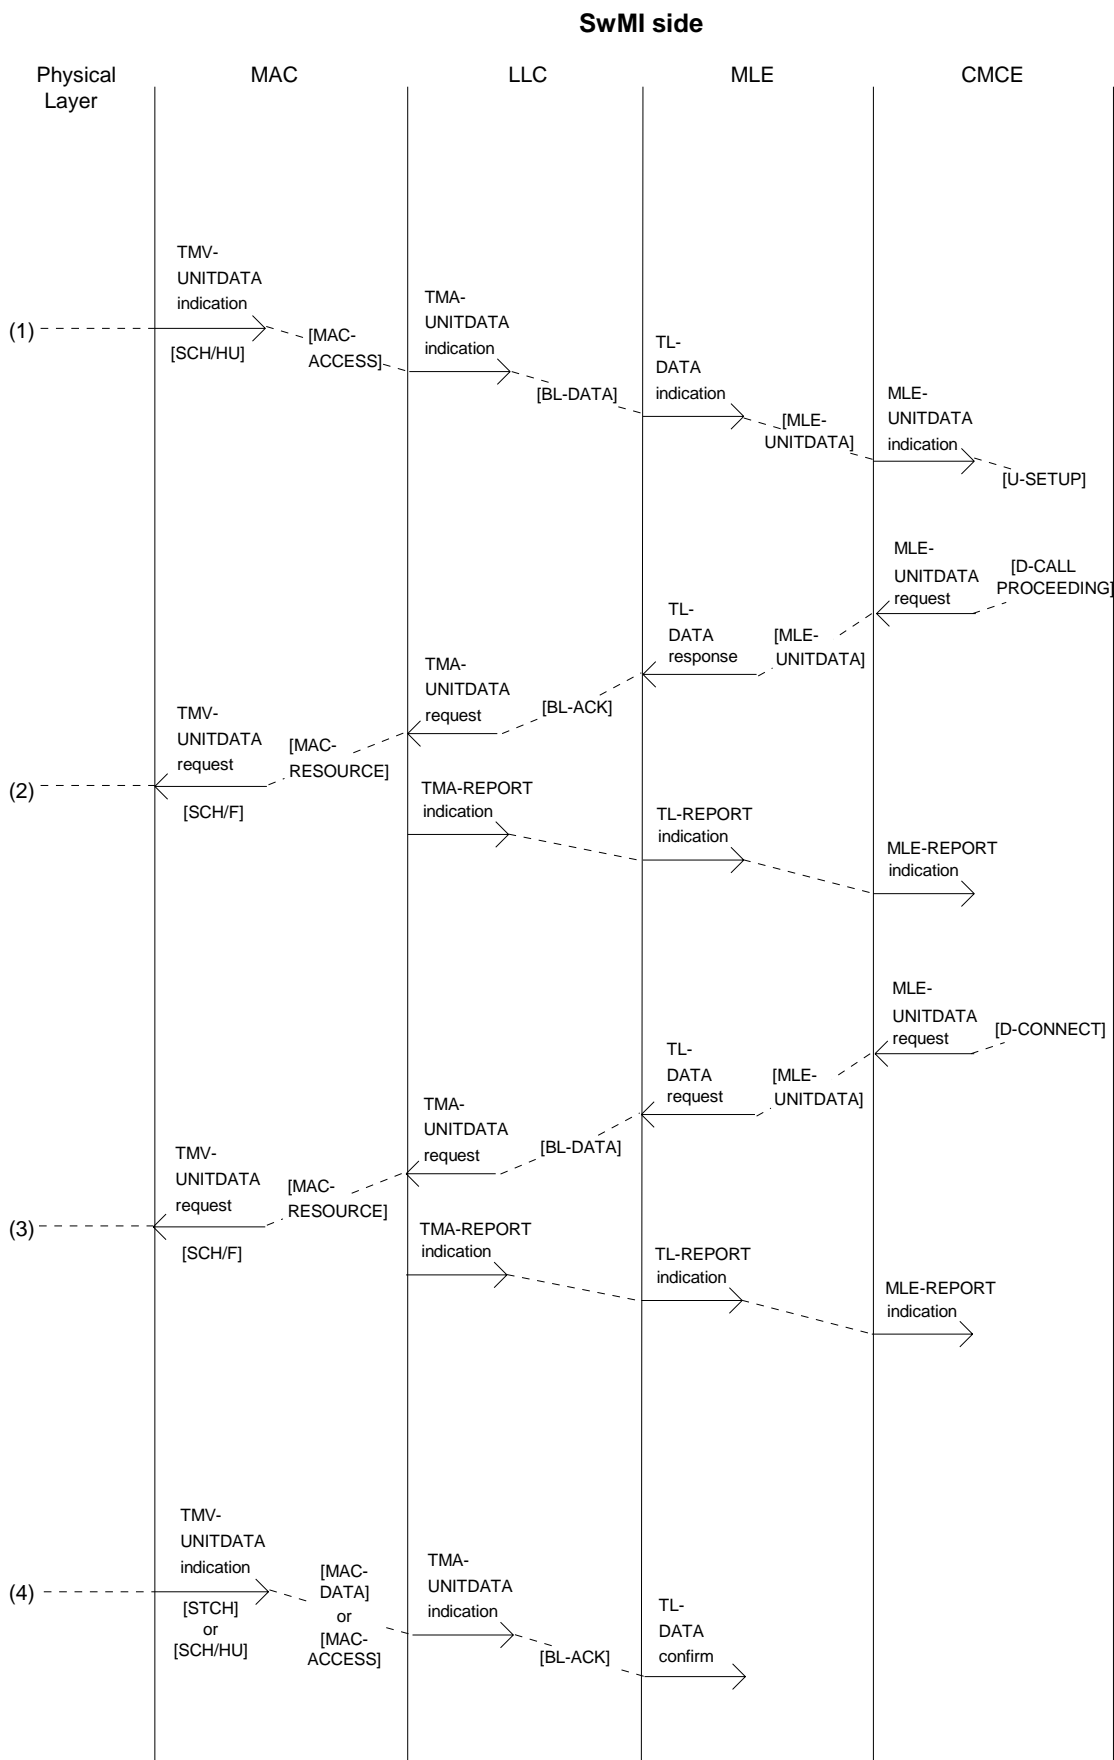 SwMI side
Physical
Layer
MAC
LLC
MLE
CMCE
TMV-
UNITDATA
indication
(1)
[SCH/HU]
[MAC-
ACCESS]
TMA-
UNITDATA
indication
[BL-DATA]
TL-
DATA
indication
[MLE-
UNITDATA]
MLE-
UNITDATA
indication
[U-SETUP]
MLE-
UNITDATA
request
[D-CALL
PROCEEDING]
TL-
DATA
response
[MLE-
UNITDATA]
TMA-
UNITDATA
request
[BL-ACK]
TMV-
UNITDATA
request
[MAC-
RESOURCE]
(2)
[SCH/F]
TMA-REPORT
indication
TL-REPORT
indication
MLE-REPORT
indication
MLE-
UNITDATA
request
[D-CONNECT]
TL-
DATA
request
[MLE-
UNITDATA]
TMA-
UNITDATA
request
[BL-DATA]
TMV-
UNITDATA
request
[MAC-
RESOURCE]
(3)
[SCH/F]
TMA-REPORT
indication
TL-REPORT
indication
MLE-REPORT
indication
TMV-
UNITDATA
indication
(4)
[STCH]
or
[SCH/HU]
[MAC-
DATA]
or
[MAC-
ACCESS]
TMA-
UNITDATA
indication
[BL-ACK]
TL-
DATA
confirm